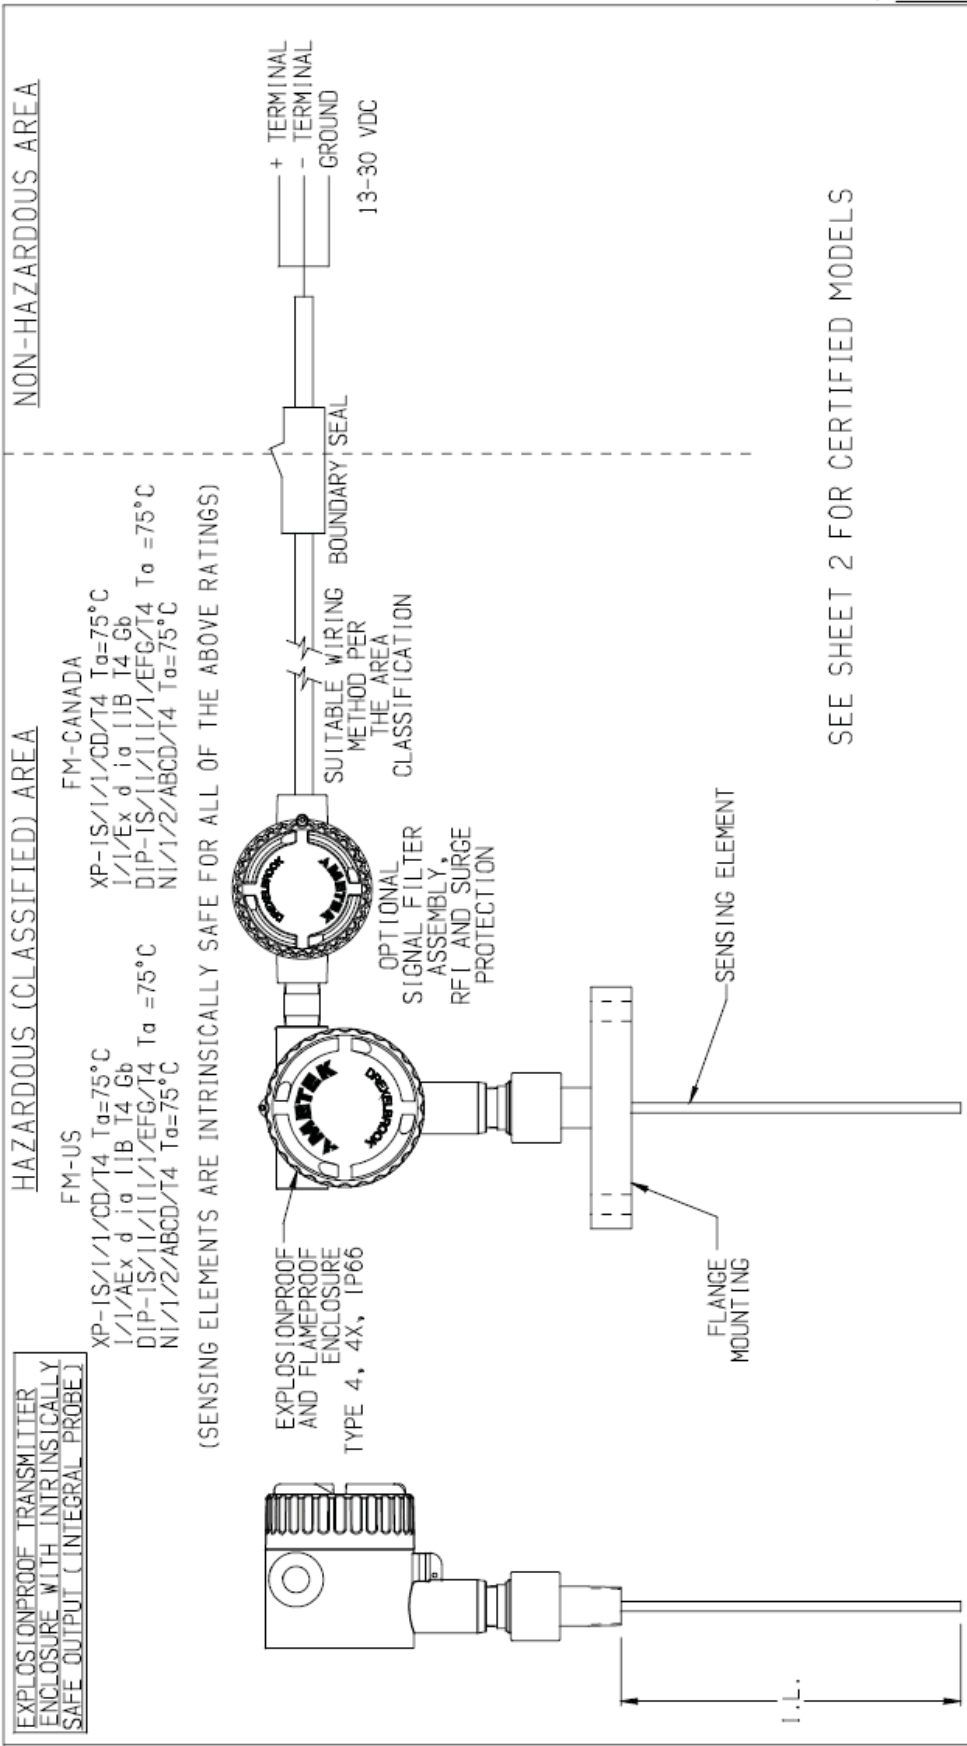 EXPLOSIONPROOF TRANSMITTER
ENCLOSURE WITH INTRINSICALLY
SAFE OUTPUT (INTEGRAL PROBE)
HAZARDOUS (CLASSIFIED) AREA
NON-HAZARDOUS AREA
FM-US
XP-IS/I/1/CD/T4 Ta=75°C
I/1/AEx d ia IIB T4 Gb
DIP-IS/II/III/1/EFG/T4 Ta =75°C
NI/1/2/ABCD/T4 Ta=75°C
FM-CANADA
XP-IS/I/1/CD/T4 Ta=75°C
I/1/Ex d ia IIB T4 Gb
DIP-IS/II/III/1/EFG/T4 Ta =75°C
NI/1/2/ABCD/T4 Ta=75°C
(SENSING ELEMENTS ARE INTRINSICALLY SAFE FOR ALL OF THE ABOVE RATINGS)
EXPLOSIONPROOF
AND FLAMEPROOF
ENCLOSURE
TYPE 4, 4X, IP66
AMETEK
DREXELBROOK
DREXELBROOK
AMETEK
OPTIONAL
SIGNAL FILTER
ASSEMBLY,
RFI AND SURGE
PROTECTION
SUITABLE WIRING
METHOD PER
THE AREA
CLASSIFICATION
BOUNDARY SEAL
+ TERMINAL
- TERMINAL
GROUND
13-30 VDC
FLANGE
MOUNTING
SENSING ELEMENT
I.L.
SEE SHEET 2 FOR CERTIFIED MODELS